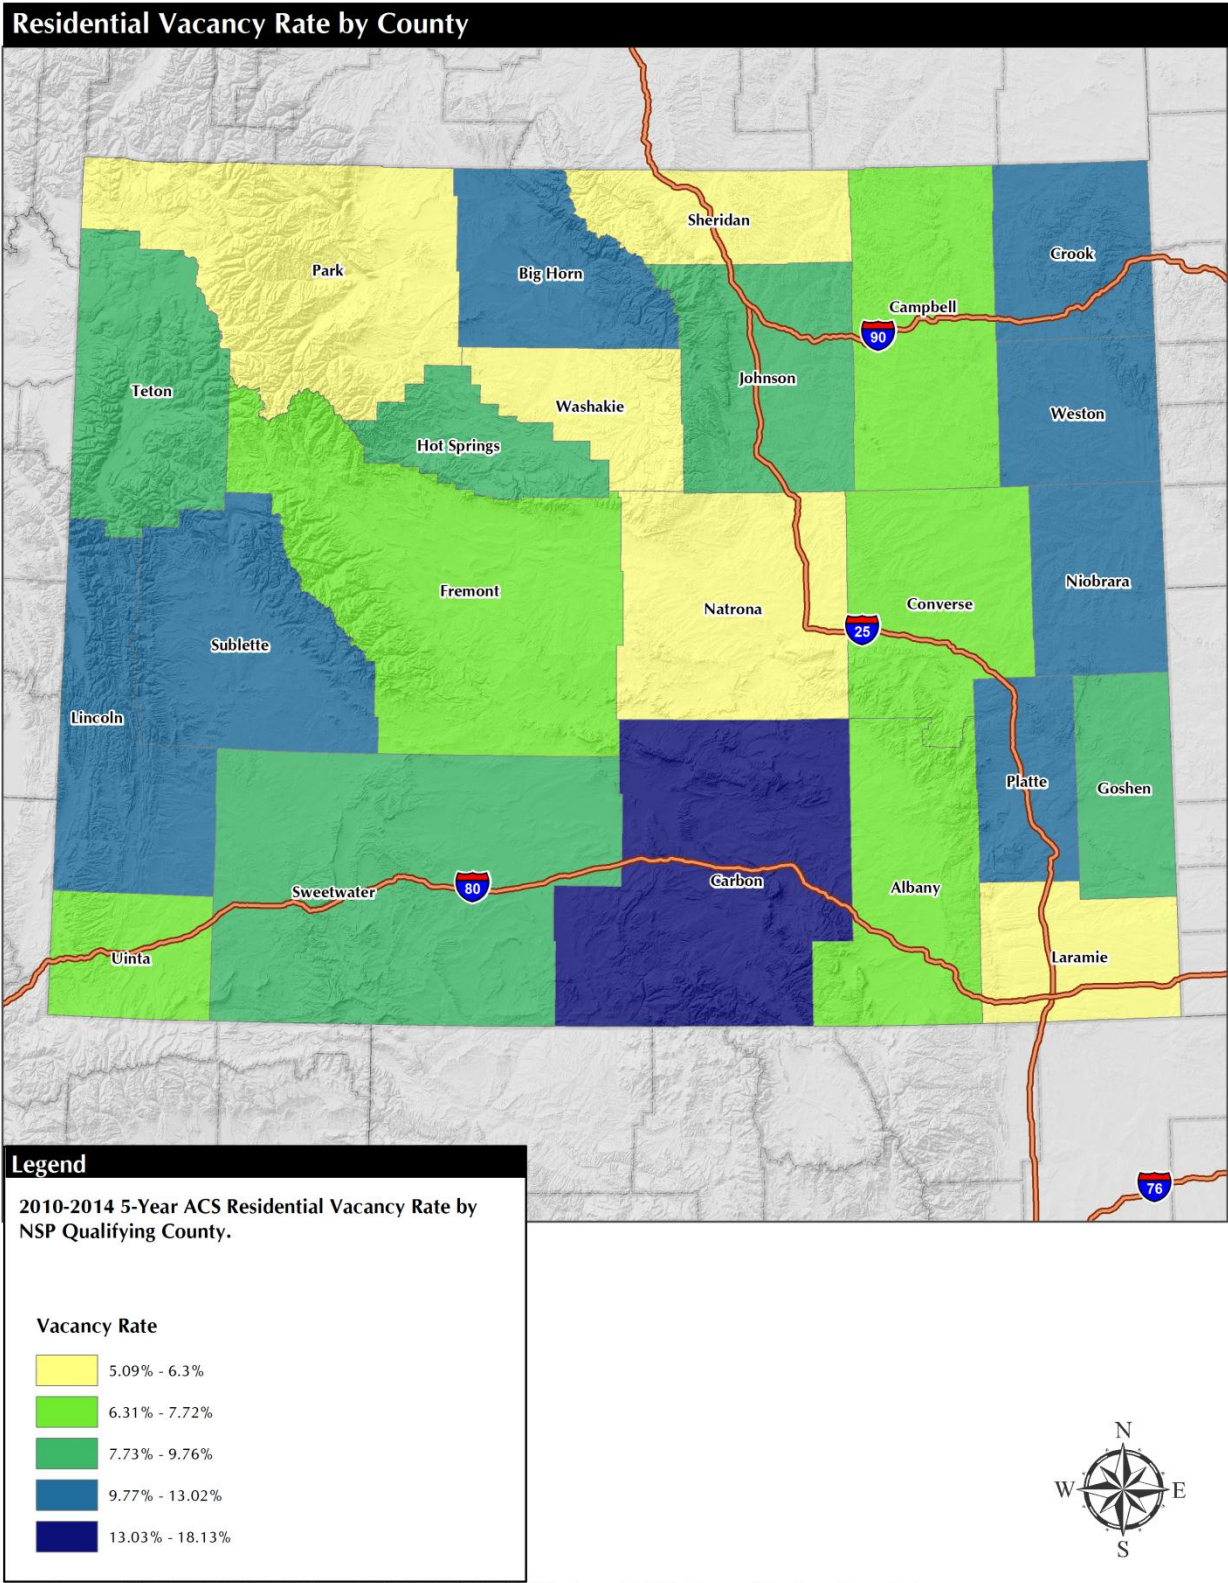 Residential Vacancy Rate by County
Sheridan
Crook
Park
Big Horn
Campbell
90
Johnson
Teton
Washakie
Weston
Hot Springs
Niobrara
Fremont
Converse
Natrona
25
Sublette
Lincoln
Platte
Goshen
Carbon
80
Albany
Sweetwater
Laramie
Uinta
76
Legend
2010-2014 5-Year ACS Residential Vacancy Rate by
NSP Qualifying County.
Vacancy Rate
5.09% - 6.3%
6.31% - 7.72%
7.73% - 9.76%
9.77% - 13.02%
13.03% - 18.13%
N
W E
S